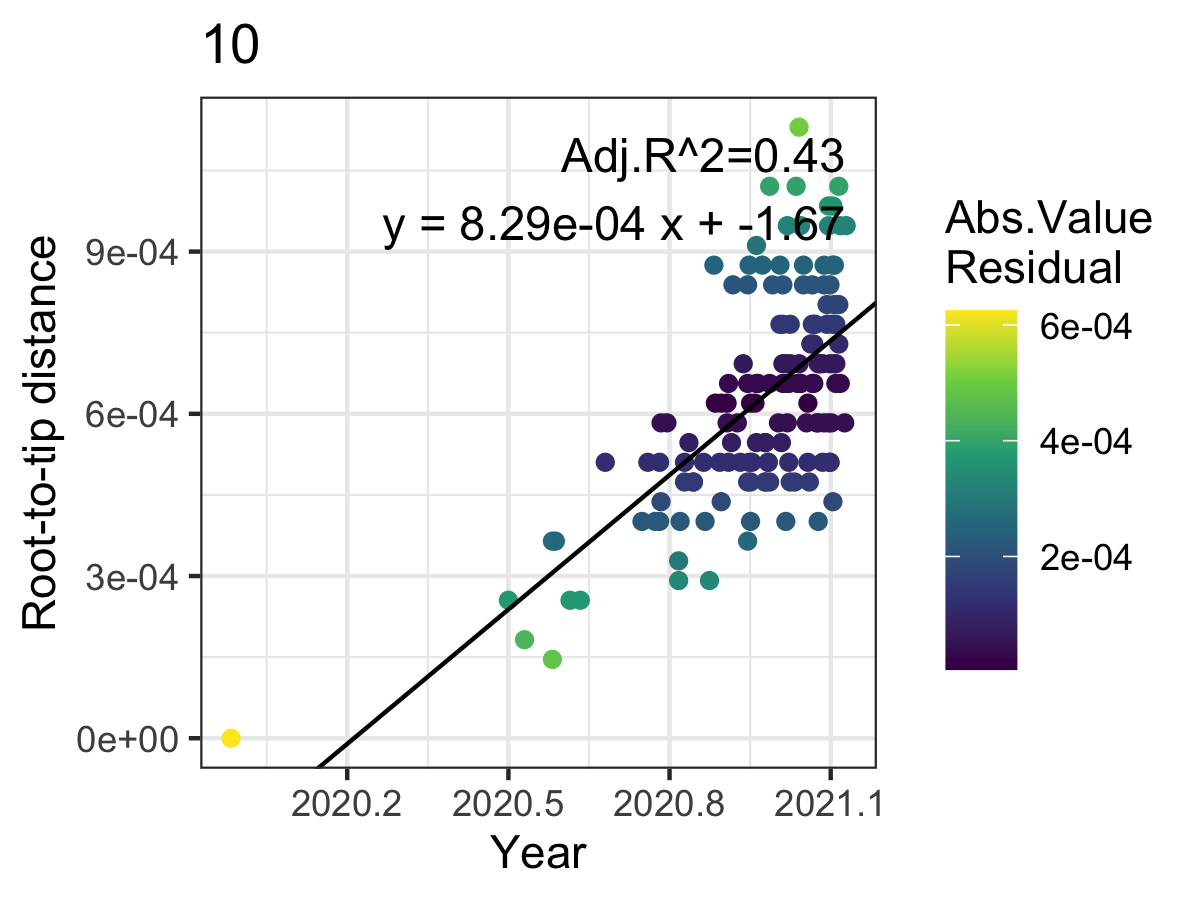 10
Adj.R^2=0.43
y = 8.29e-04 x + -1.67
Root-to-tip distance
9e-04
6e-04
3e-04
0e+00
2020.2 2020.5 2020.8 2021.1
Year
Abs.Value
Residual
6e-04
4e-04
2e-04